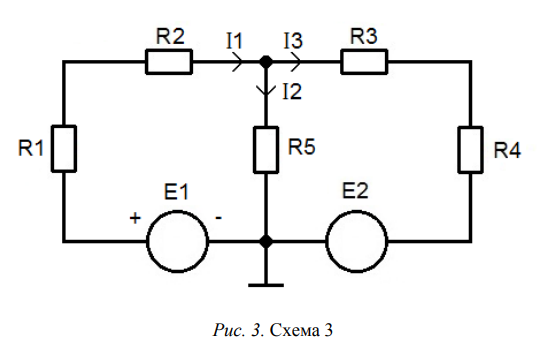 R2 I1 I3 R3
I2
R1 R5 R4
E1 E2
+ -
Рис. 3. Схема 3